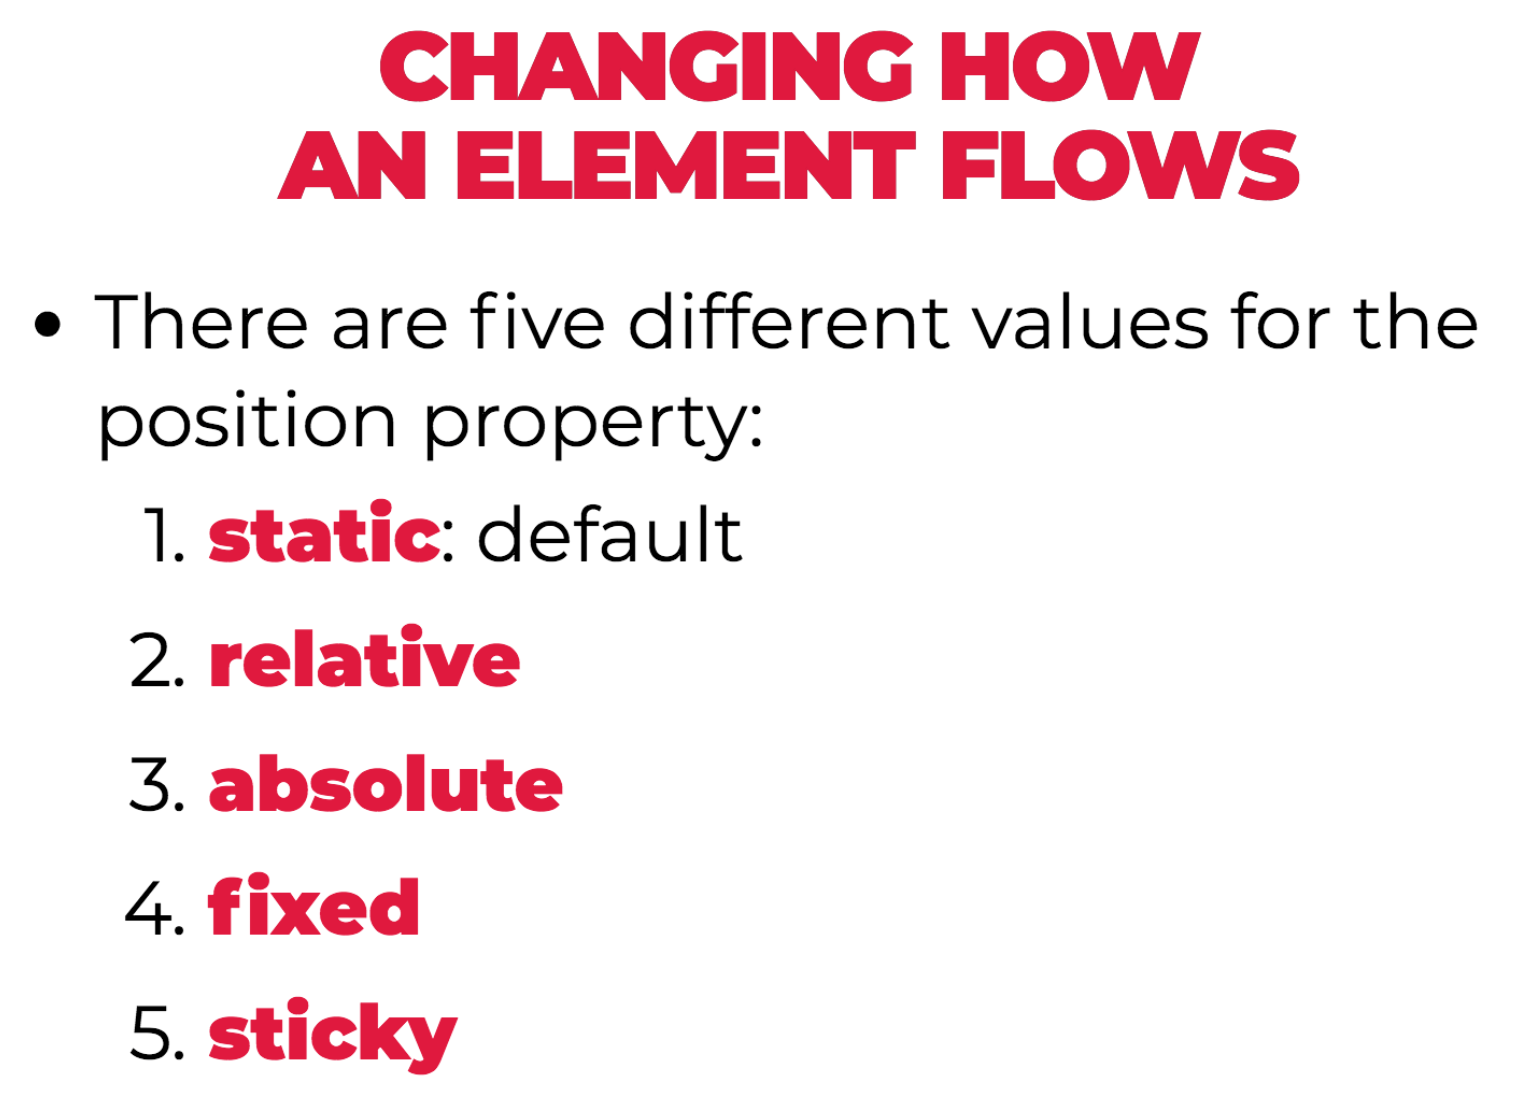 CHANGING HOW
AN ELEMENT FLOWS
• There are five different values for the
position property:
1. static: default
2. relative
3. absolute
4. fixed
5. sticky